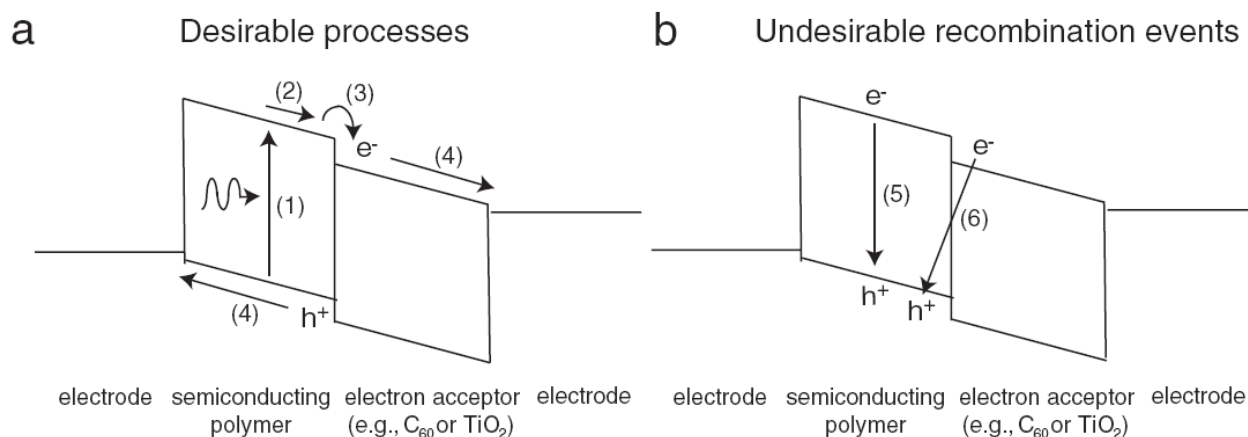 a Desirable processes
(2) (3)
e-
(4)
(1)
(4) h+
electrode semiconducting polymer electron acceptor (e.g., C60 or TiO2) electrode
b Undesirable recombination events
e-
e-
(5)
(6)
h+
h+
electrode semiconducting polymer electron acceptor (e.g., C60 or TiO2) electrode